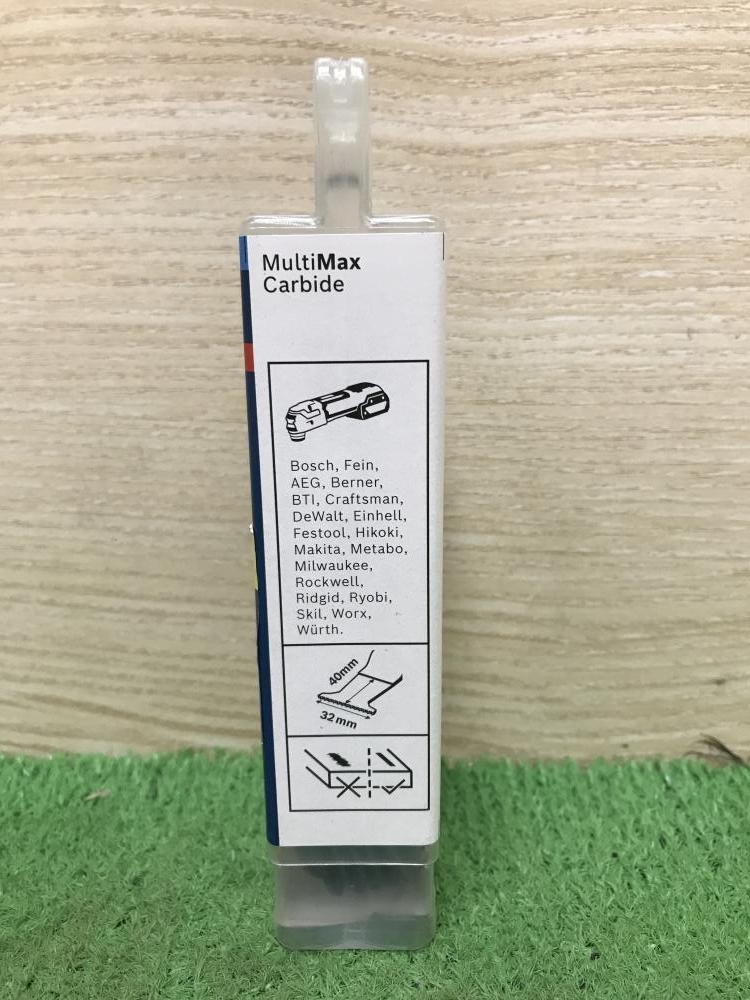 MultiMax
Carbide
Bosch, Fein,
AEG, Berner,
BTI, Craftsman,
DeWalt, Einhell,
Festool, Hikoki,
Makita, Metabo,
Milwaukee,
Rockwell,
Ridgid, Ryobi,
Skil, Worx,
Würth.
40mm
32mm